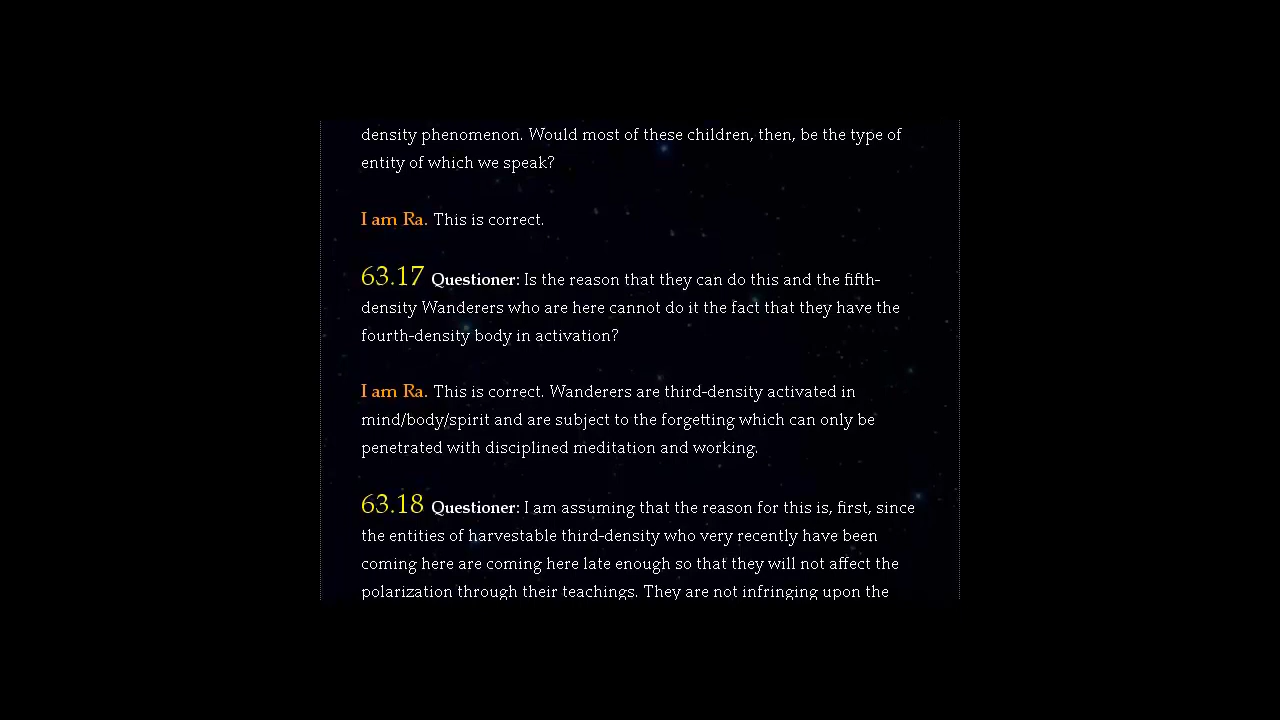 density phenomenon. Would most of these children, then, be the type of
entity of which we speak?
I am Ra. This is correct.
63.17 Questioner: Is the reason that they can do this and the fifth-
density Wanderers who are here cannot do it the fact that they have the
fourth-density body in activation?
I am Ra. This is correct. Wanderers are third-density activated in
mind/body/spirit and are subject to the forgetting which can only be
penetrated with disciplined meditation and working.
63.18 Questioner: I am assuming that the reason for this is, first, since
the entities of harvestable third-density who very recently have been
coming here are coming here late enough so that they will not affect the
polarization through their teachings. They are not infringing upon the